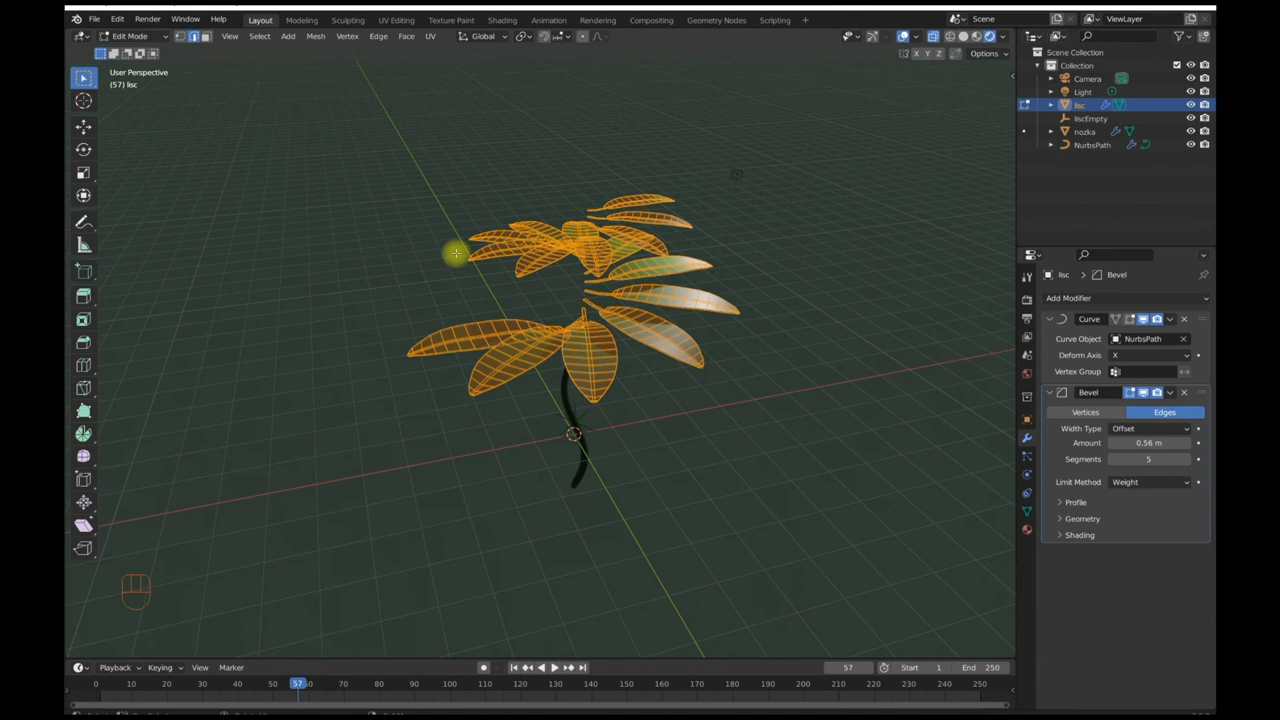 File Edit Render Window Help Layout Modeling Sculpting UV Editing Texture Paint Shading Animation Rendering Compositing Geometry Nodes Scripting + Scene ViewLayer
Edit Mode View Select Add Mesh Vertex Edge Face UV Global
X Y Z Options
User Perspective
(57) lisc
Scene Collection
Collection
Camera
Light
lisc
liscEmpty
nozka
NurbsPath
lisc > Bevel
Add Modifier
Curve
Curve Object NurbsPath
Deform Axis X
Vertex Group
Bevel
Vertices Edges
Width Type Offset
Amount 0.56 m
Segments 5
Limit Method Weight
Profile
Geometry
Shading
Playback Keying View Marker 57 Start 1 End 250
0 10 20 30 40 50 57 70 80 90 100 110 120 130 140 150 160 170 180 190 200 210 220 230 240 250